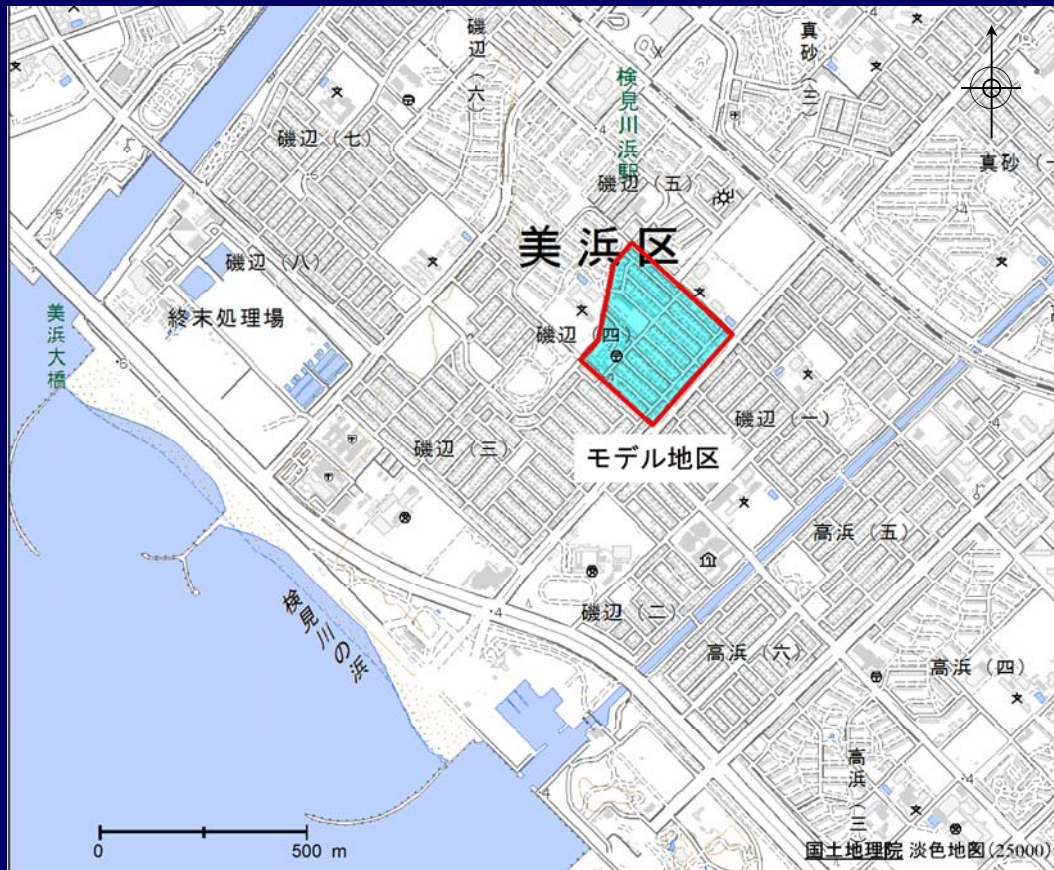 磯辺（六）
真砂（三）
検見川浜駅
磯辺（七）
磯辺（五）
真砂（一
美浜区
磯辺（八）
美浜大橋
終末処理場
磯辺（四）
磯辺（三）
モデル地区
磯辺（一）
高浜（五）
検見川の浜
磯辺（二）
高浜（六）
高浜（四）
高浜（三）
0 500 m
国土地理院 淡色地図(25000)